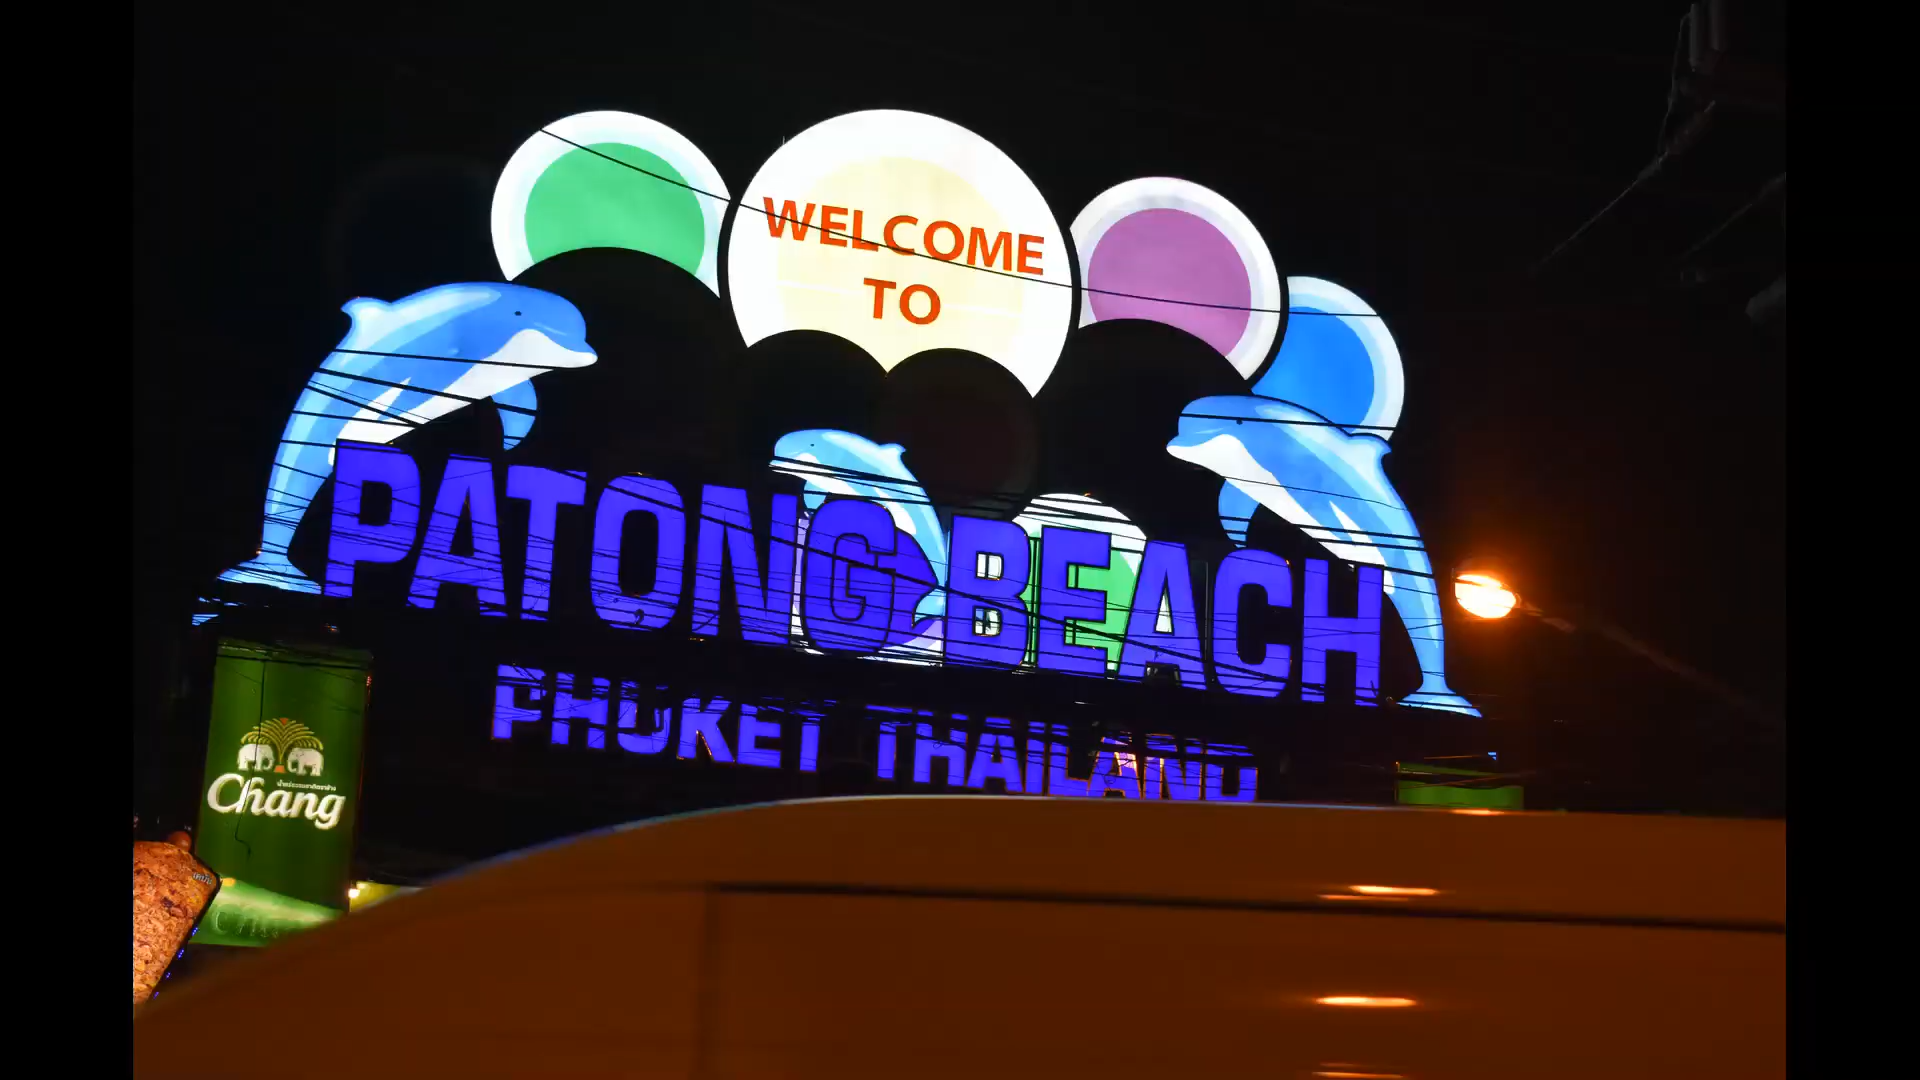 WELCOME
TO
PATONG BEACH
PHUKET THAILAND
Chang